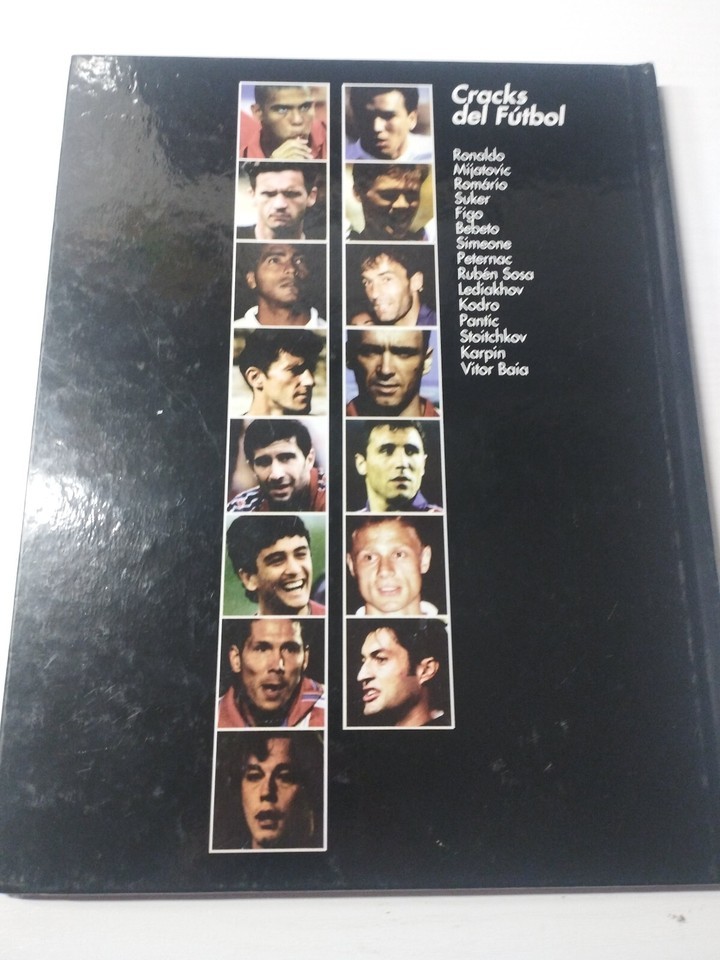 Cracks
del Fútbol
Ronaldo
Mijatovic
Romário
Suker
Figo
Bebeto
Simeone
Peternac
Rubén Sosa
Lediakhov
Kodro
Pantic
Stoitchkov
Karpin
Vitor Baía